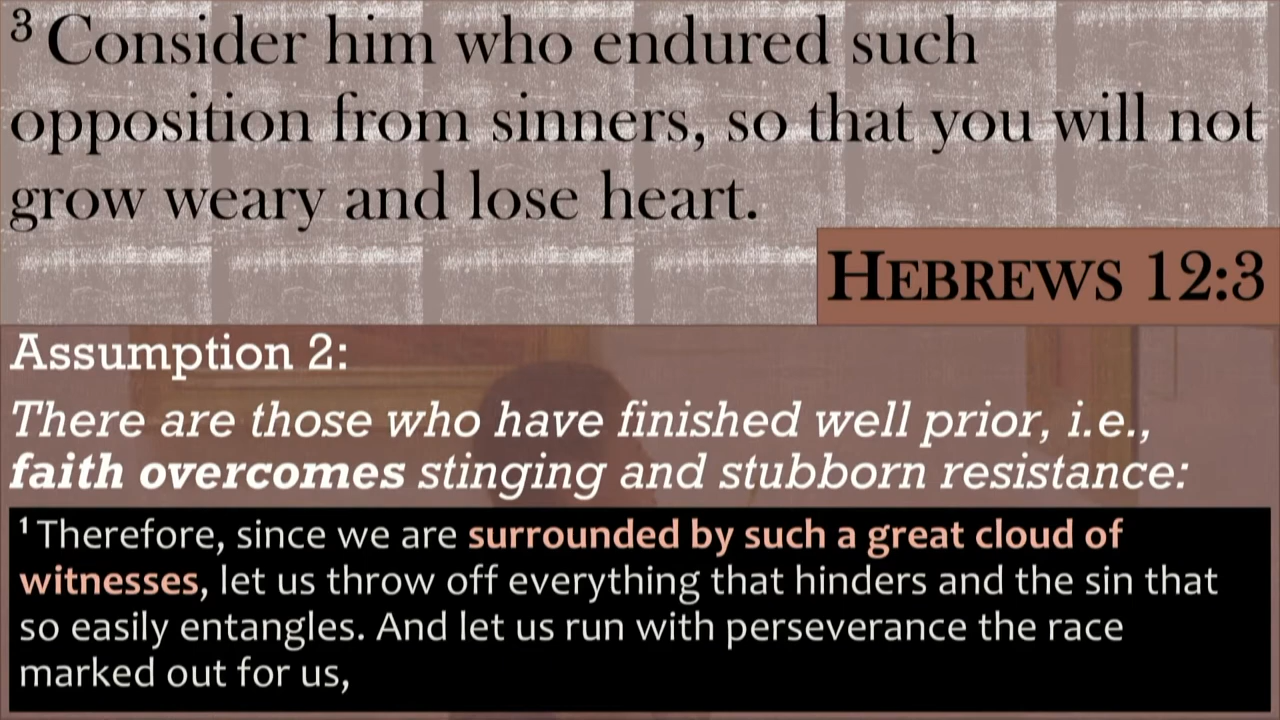 ³ Consider him who endured such
opposition from sinners, so that you will not
grow weary and lose heart.
HEBREWS 12:3
Assumption 2:
There are those who have finished well prior, i.e.,
faith overcomes stinging and stubborn resistance:
¹ Therefore, since we are surrounded by such a great cloud of
witnesses, let us throw off everything that hinders and the sin that
so easily entangles. And let us run with perseverance the race
marked out for us,